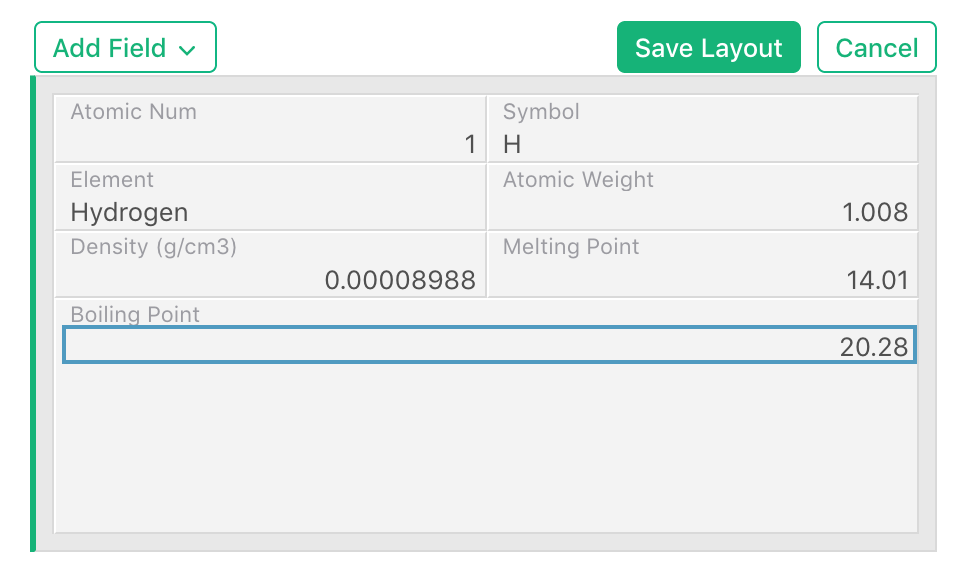 Add Field
Save Layout
Cancel
Atomic Num
1
Symbol
H
Element
Hydrogen
Atomic Weight
1.008
Density (g/cm3)
0.00008988
Melting Point
14.01
Boiling Point
20.28